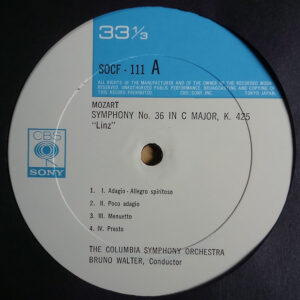 33 1/3
SOCF - 111 A
ALL RIGHTS OF THE MANUFACTURER AND OF THE OWNER OF THE RECORDED WORK
RESERVED. UNAUTHORIZED PUBLIC PERFORMANCE, BROADCASTING AND COPYING OF
THIS RECORD PROHIBITED. CBS/SONY INC. TOKYO JAPAN
MOZART
SYMPHONY No. 36 IN C MAJOR, K. 425
"Linz"
CBS
SONY
1. I. Adagio - Allegro spiritoso
2. II. Poco adagio
3. III. Menuetto
4. IV. Presto
THE COLUMBIA SYMPHONY ORCHESTRA
BRUNO WALTER, Conductor